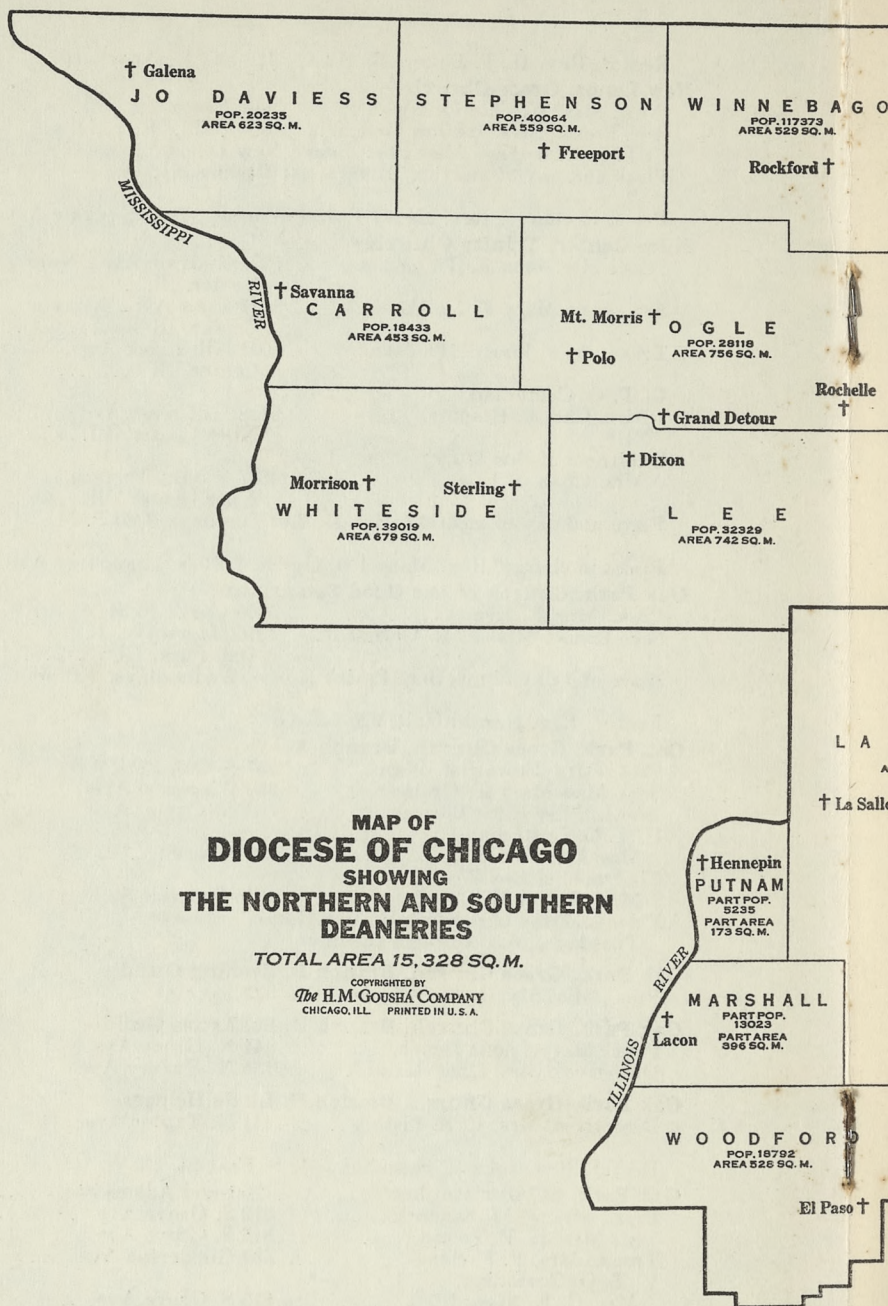 † Galena
JO DAVIESS
POP. 20235
AREA 623 SQ. M.
STEPHENSON
POP. 40064
AREA 559 SQ. M.
† Freeport
WINNEBAGO
POP. 117373
AREA 529 SQ. M.
Rockford †
MISSISSIPPI
RIVER
† Savanna
CARROLL
POP. 18433
AREA 453 SQ. M.
Mt. Morris †
OGLE
POP. 28118
AREA 756 SQ. M.
† Polo
Rochelle
†
† Grand Detour
† Dixon
Morrison †
Sterling †
WHITESIDE
POP. 39019
AREA 679 SQ. M.
LEE
POP. 32329
AREA 742 SQ. M.
LA
A
† La Salle
MAP OF
DIOCESE OF CHICAGO
SHOWING
THE NORTHERN AND SOUTHERN
DEANERIES
TOTAL AREA 15,328 SQ. M.
COPYRIGHTED BY
The H.M. GOUSHÁ COMPANY
CHICAGO, ILL. PRINTED IN U. S. A.
† Hennepin
PUTNAM
PART POP.
5235
PART AREA
173 SQ. M.
RIVER
ILLINOIS
MARSHALL
PART POP.
13023
PART AREA
396 SQ. M.
†
Lacon
WOODFORD
POP. 18792
AREA 528 SQ. M.
El Paso †